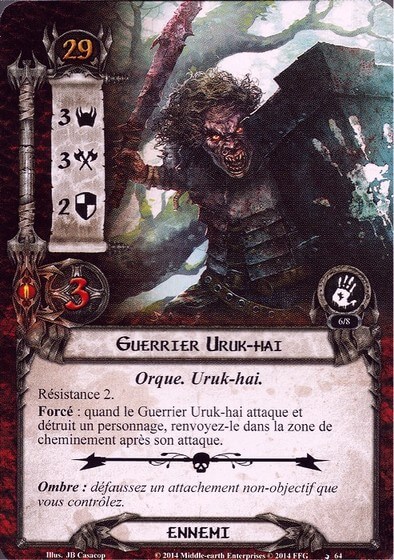 29
3
3
2
3
6/8
Guerrier Uruk-hai
Orque. Uruk-hai.
Résistance 2.
Forcé : quand le Guerrier Uruk-hai attaque et
détruit un personnage, renvoyez-le dans la zone de
cheminement après son attaque.
Ombre : défaussez un attachement non-objectif que
vous contrôlez.
ENNEMI
Illus. JB Casacop © 2014 Middle-earth Enterprises © 2014 FFG 64